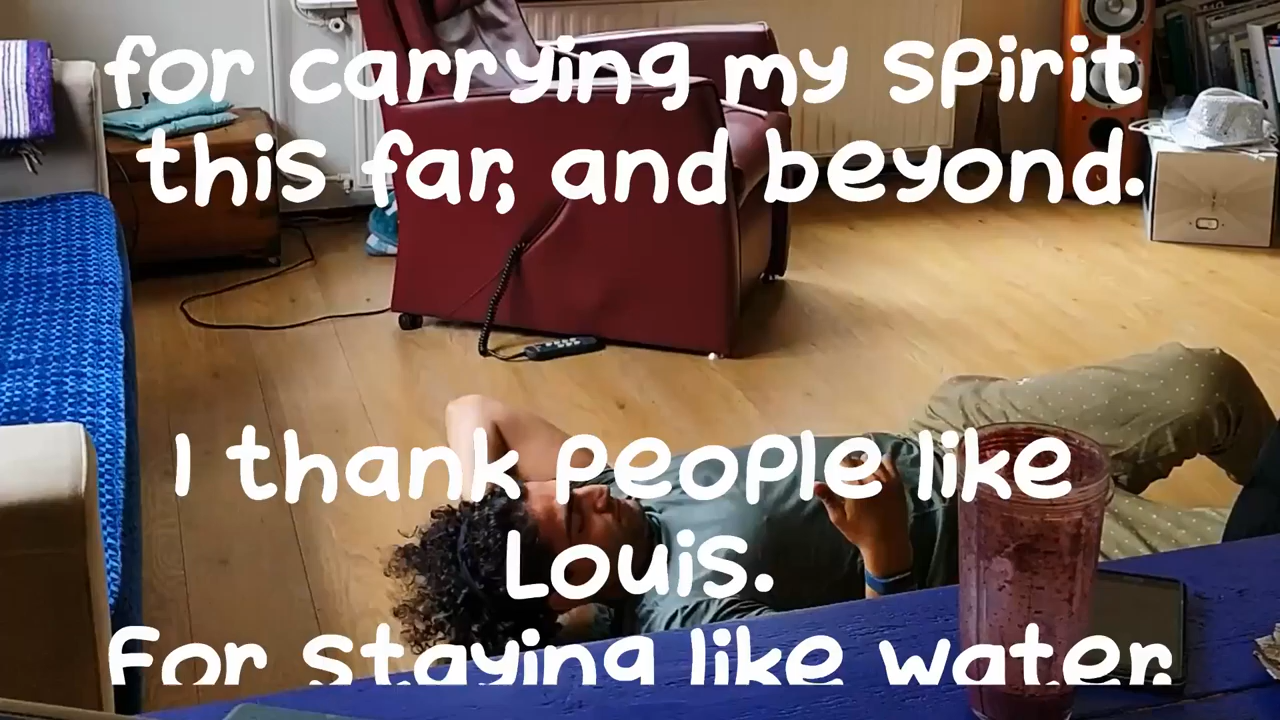 for carrying my spirit
this far, and beyond.
I thank people like
Louis.
For staying like water,